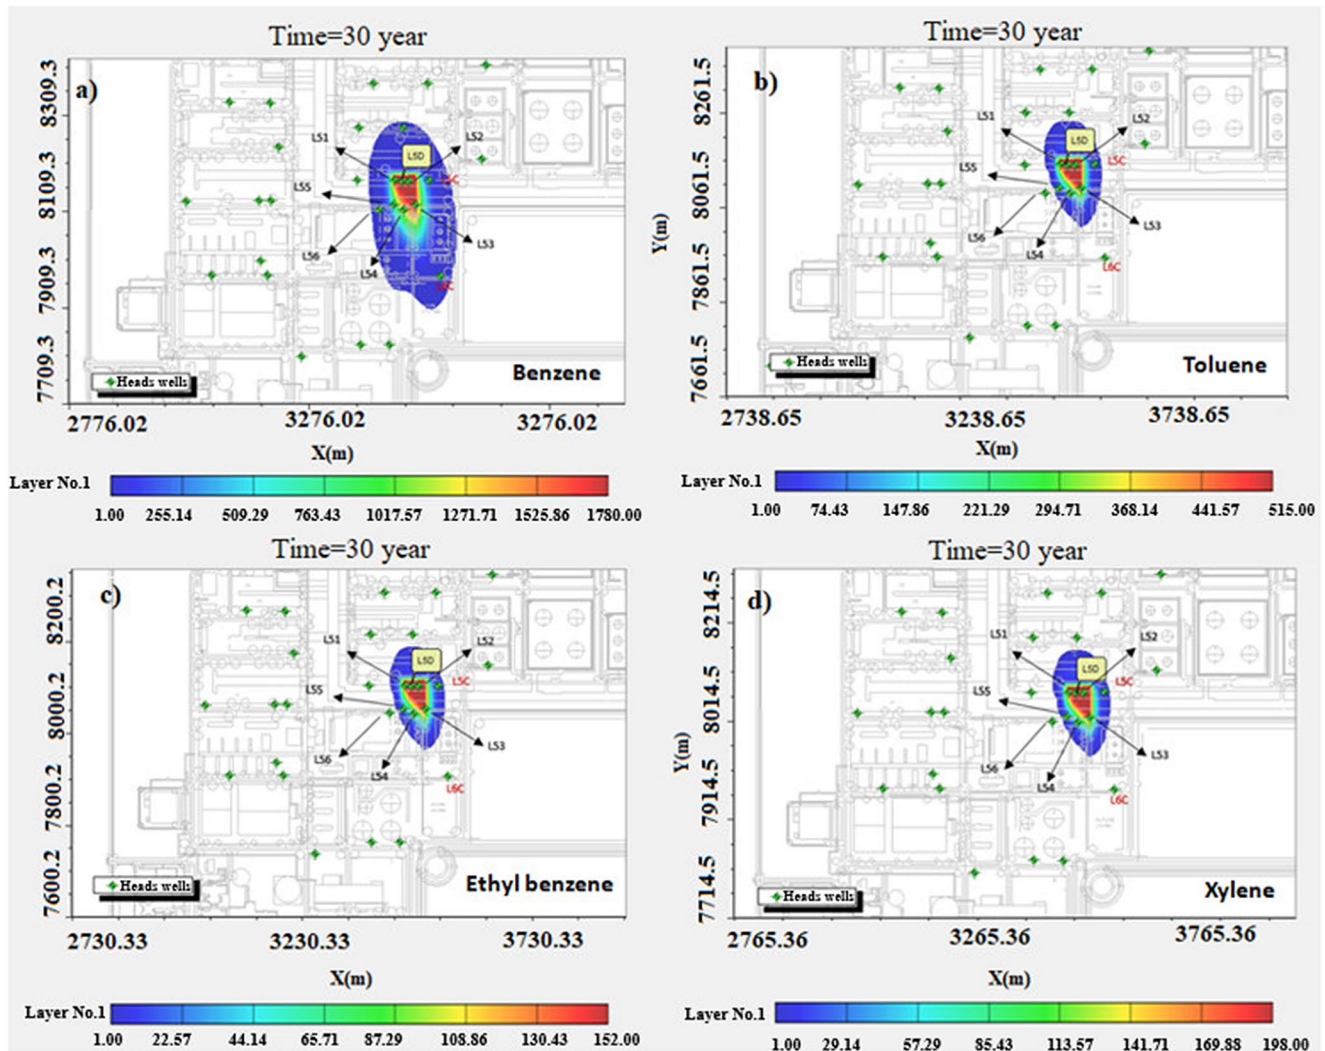 Time=30 year
a)
8309.3
8109.3
7909.3
7709.3
L51
L52
L5D
L5C
L55
L56
L54
L53
L6C
Heads wells
Benzene
2776.02 3276.02 3276.02
X(m)
Layer No.1
1.00 255.14 509.29 763.43 1017.57 1271.71 1525.86 1780.00
Time=30 year
b)
Y(m)
8261.5
8061.5
7861.5
7661.5
L51
L52
L5D
L5C
L55
L56
L54
L53
L6C
Heads wells
Toluene
2738.65 3238.65 3738.65
X(m)
Layer No.1
1.00 74.43 147.86 221.29 294.71 368.14 441.57 515.00
Time=30 year
c)
8200.2
8000.2
7800.2
7600.2
L51
L52
L5D
L5C
L55
L56
L54
L53
L6C
Heads wells
Ethyl benzene
2730.33 3230.33 3730.33
X(m)
Layer No.1
1.00 22.57 44.14 65.71 87.29 108.86 130.43 152.00
Time=30 year
d)
Y(m)
8214.5
8014.5
7914.5
7714.5
L51
L52
L5D
L5C
L55
L56
L54
L53
L6C
Heads wells
Xylene
2765.36 3265.36 3765.36
X(m)
Layer No.1
1.00 29.14 57.29 85.43 113.57 141.71 169.88 198.00